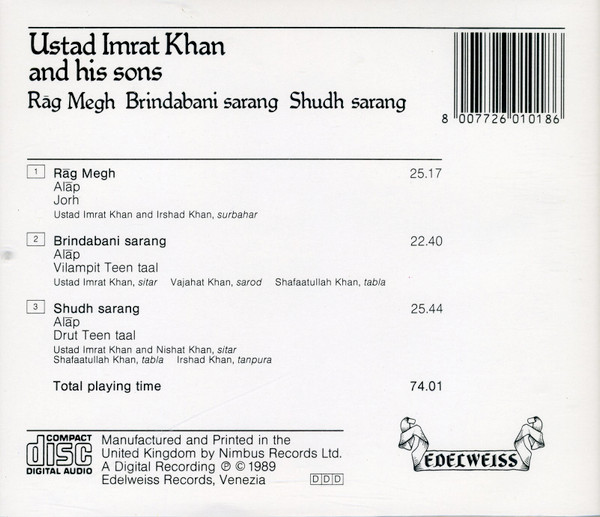 Ustad Imrat Khan
and his sons
Rāg Megh Brindabani sarang Shudh sarang
8 007726 010186
1 Rāg Megh 25.17
Alāp
Jorh
Ustad Imrat Khan and Irshad Khan, surbahar
2 Brindabani sarang 22.40
Alāp
Vilampit Teen taal
Ustad Imrat Khan, sitar Vajahat Khan, sarod Shafaatullah Khan, tabla
3 Shudh sarang 25.44
Alāp
Drut Teen taal
Ustad Imrat Khan and Nishat Khan, sitar
Shafaatullah Khan, tabla Irshad Khan, tanpura
Total playing time 74.01
COMPACT
disc
DIGITAL AUDIO
Manufactured and Printed in the
United Kingdom by Nimbus Records Ltd.
A Digital Recording ℗ © 1989
Edelweiss Records, Venezia
DDD
EDELWEISS